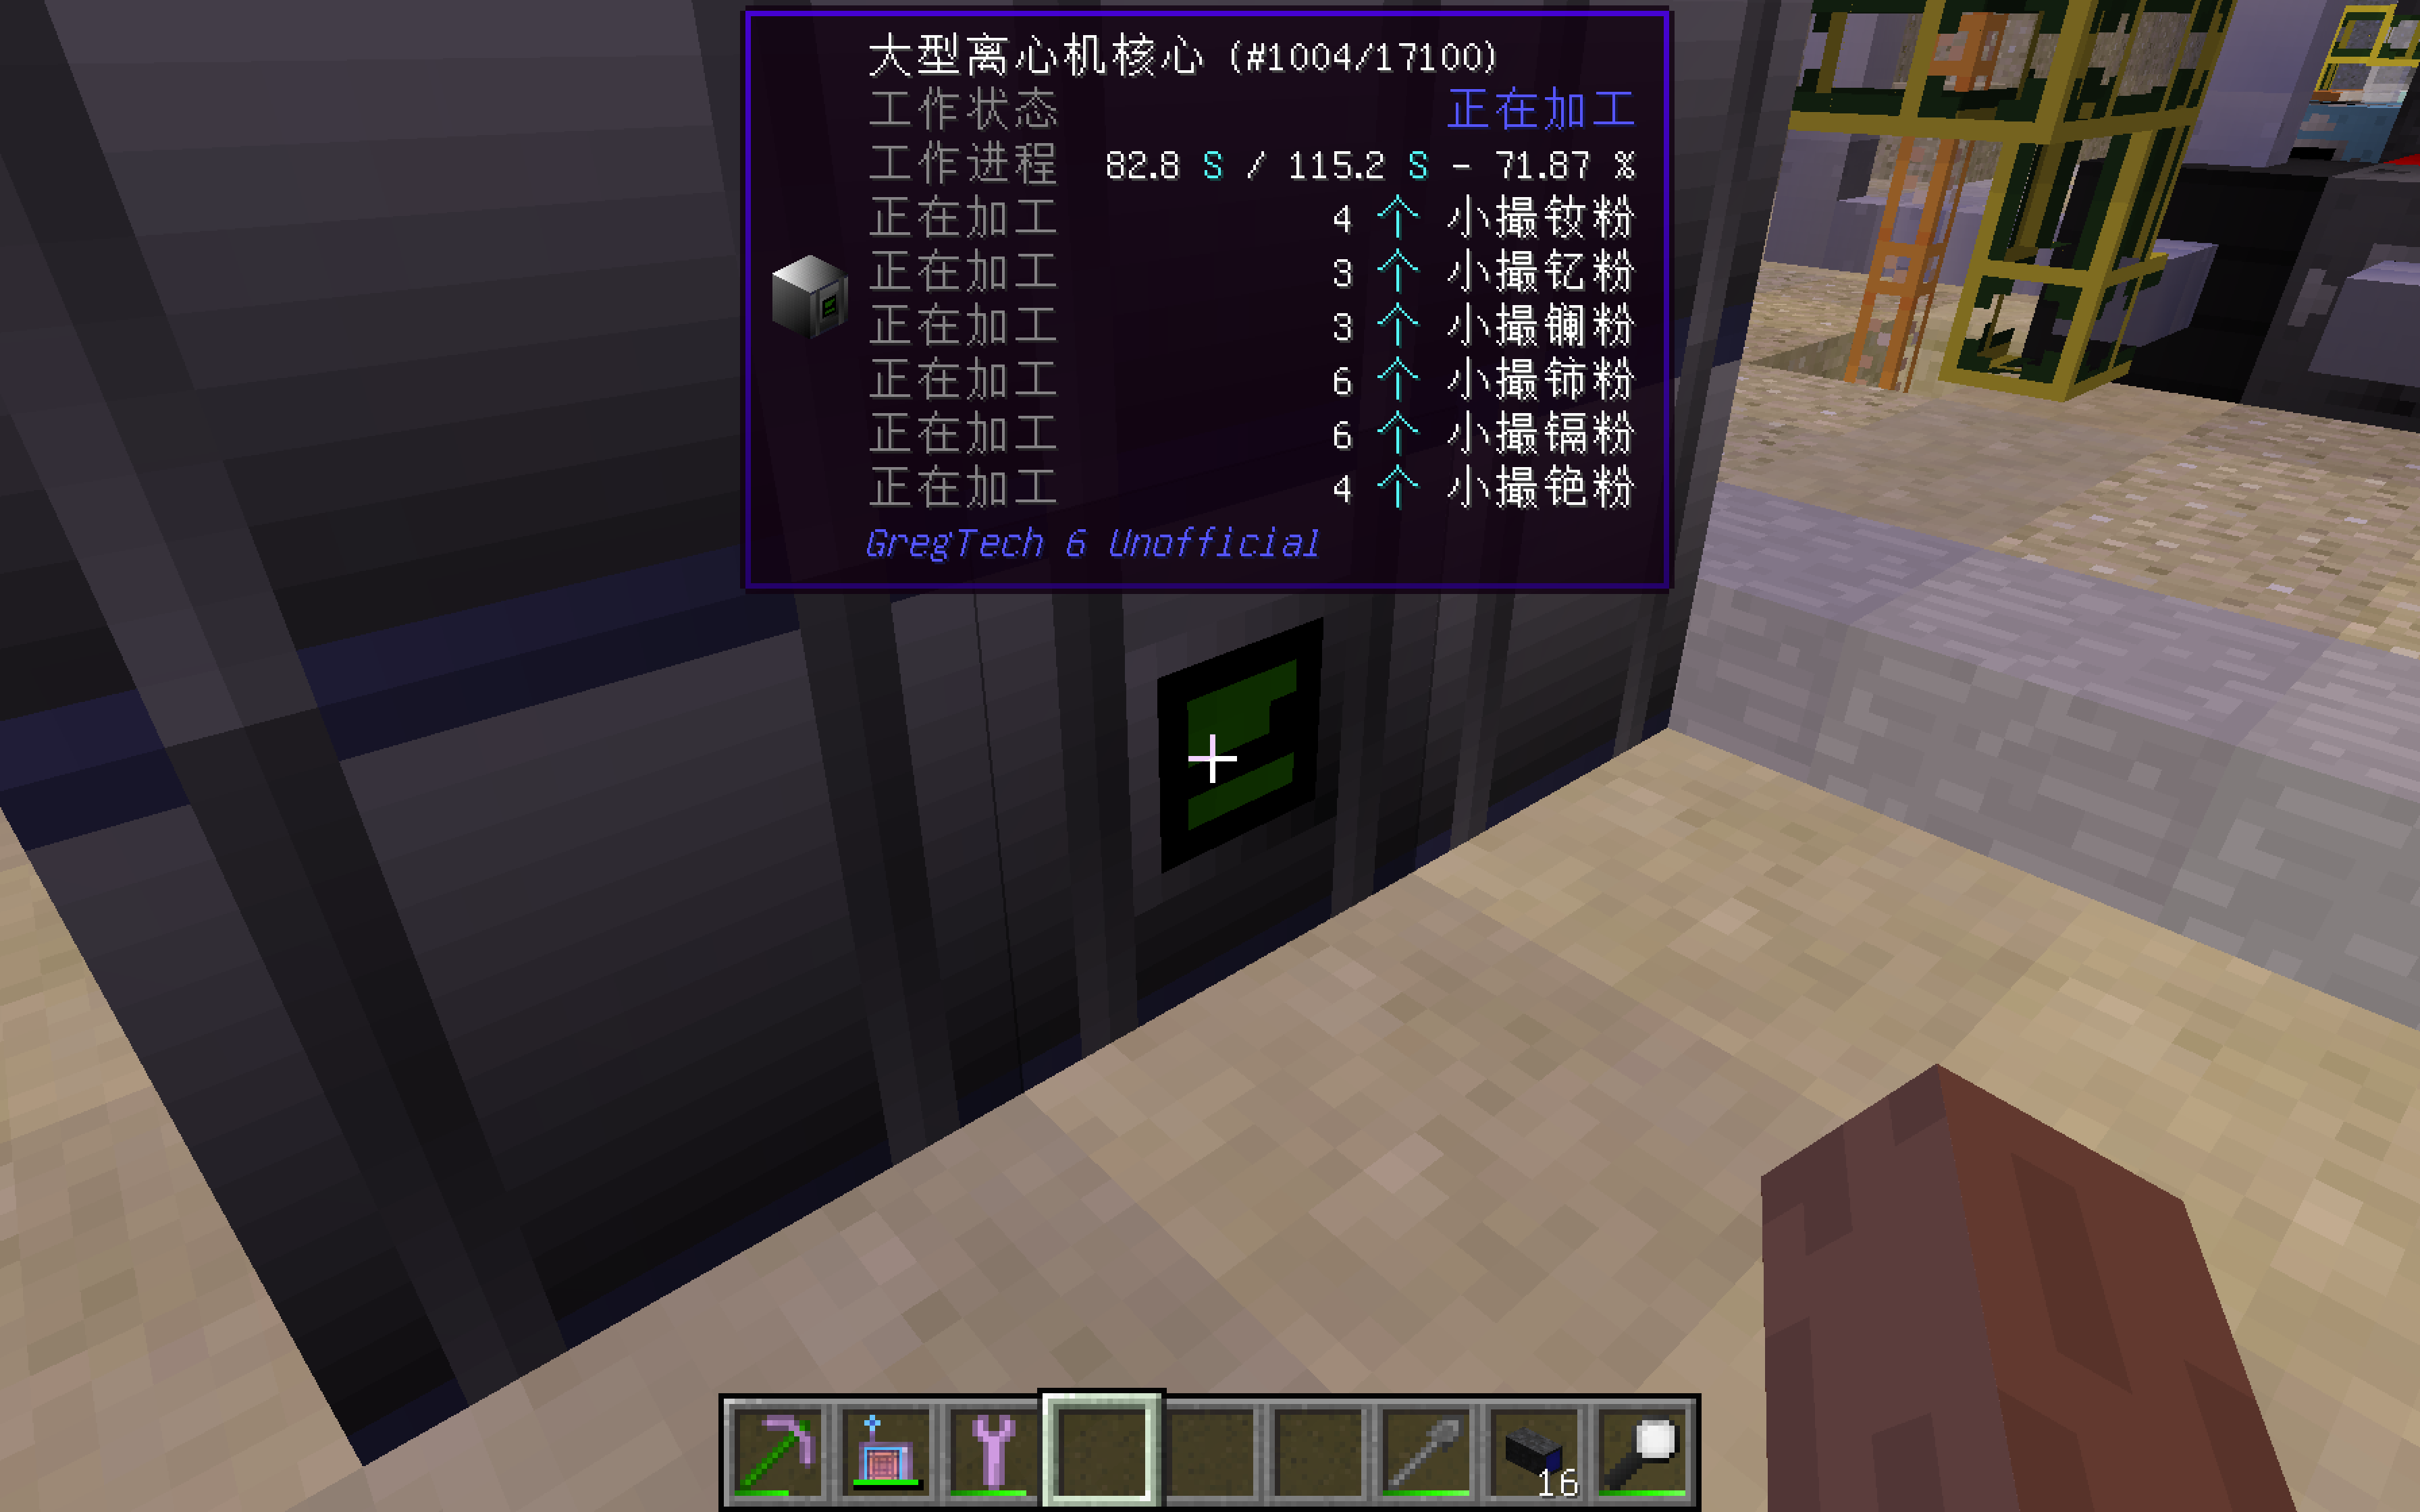 大型离心机核心 (#1004/17100)
工作状态 正在加工
工作进程 82.8 S / 115.2 S - 71.87 %
正在加工 4 个 小撮钕粉
正在加工 3 个 小撮钇粉
正在加工 3 个 小撮镧粉
正在加工 6 个 小撮铈粉
正在加工 6 个 小撮镉粉
正在加工 4 个 小撮铯粉
GregTech 6 Unofficial
16